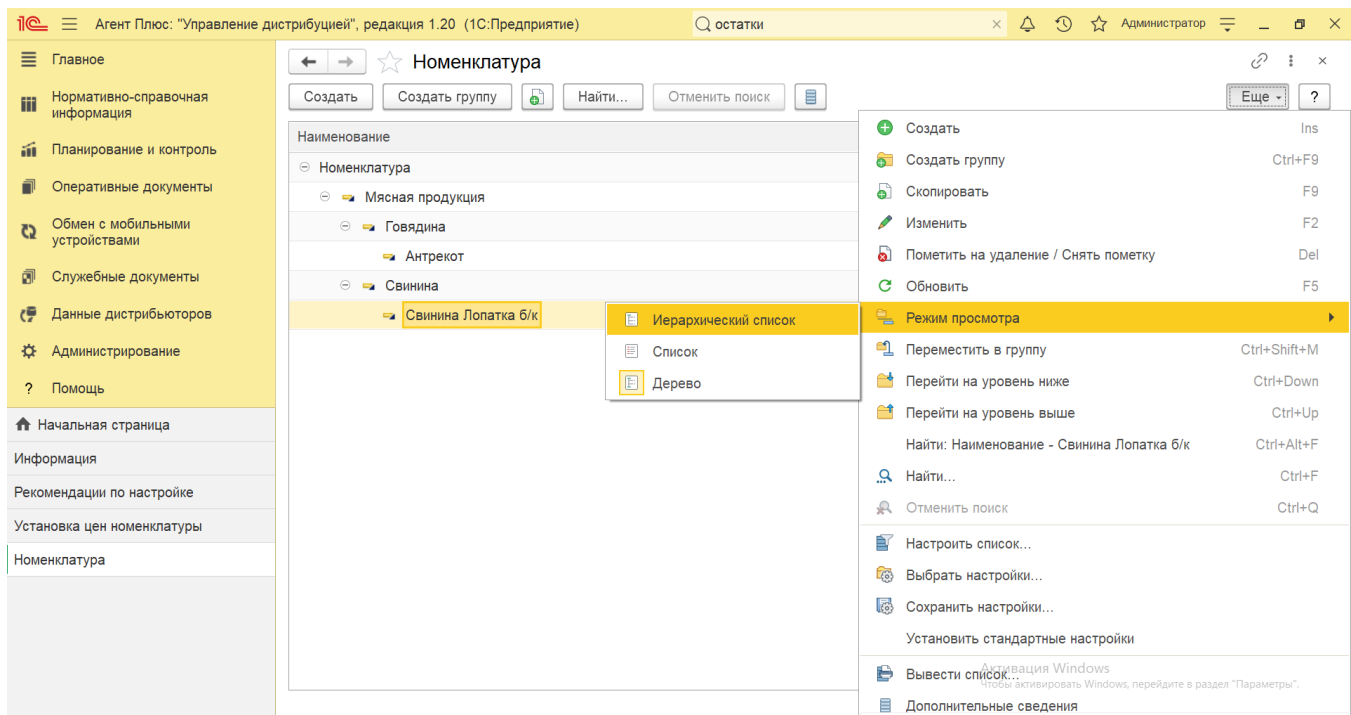 Агент Плюс: "Управление дистрибуцией", редакция 1.20 (1С:Предприятие)
остатки
Администратор
Главное
Нормативно-справочная
информация
Планирование и контроль
Оперативные документы
Обмен с мобильными
устройствами
Служебные документы
Данные дистрибьюторов
Администрирование
? Помощь
Начальная страница
Информация
Рекомендации по настройке
Установка цен номенклатуры
Номенклатура
Номенклатура
Создать
Создать группу
Найти...
Отменить поиск
Еще
?
Наименование
Номенклатура
Мясная продукция
Говядина
Антрекот
Свинина
Свинина Лопатка б/к
Иерархический список
Список
Дерево
Создать Ins
Создать группу Ctrl+F9
Скопировать F9
Изменить F2
Пометить на удаление / Снять пометку Del
Обновить F5
Режим просмотра
Переместить в группу Ctrl+Shift+M
Перейти на уровень ниже Ctrl+Down
Перейти на уровень выше Ctrl+Up
Найти: Наименование - Свинина Лопатка б/к Ctrl+Alt+F
Найти... Ctrl+F
Отменить поиск Ctrl+Q
Настроить список...
Выбрать настройки...
Сохранить настройки...
Установить стандартные настройки
Активация Windows
Вывести список...
Чтобы активировать Windows, перейдите в раздел "Параметры".
Дополнительные сведения